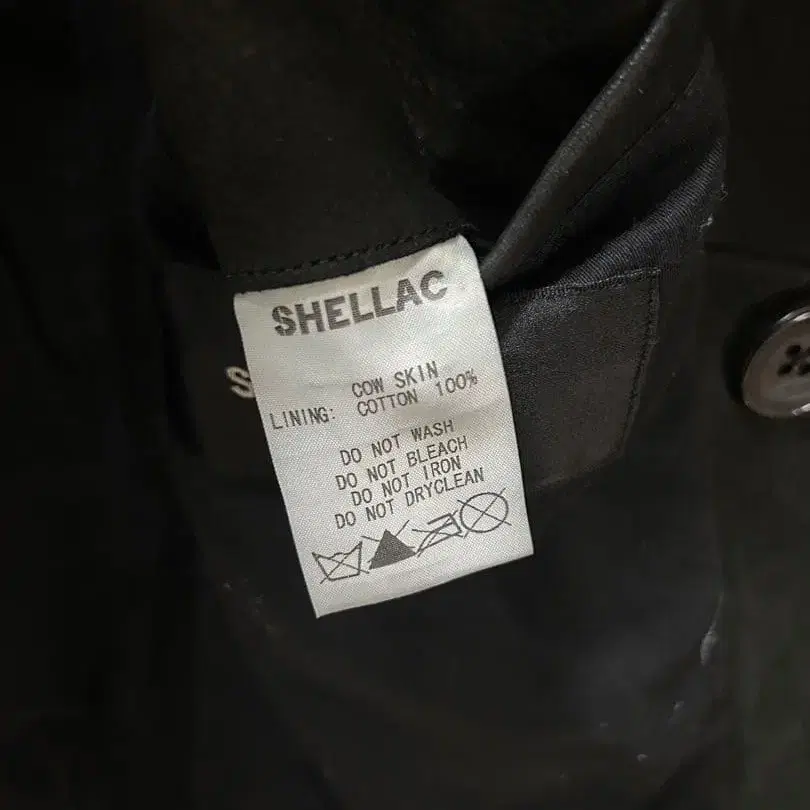 SHELLAC
S
COW SKIN
LINING: COTTON 100%
DO NOT WASH
DO NOT BLEACH
DO NOT IRON
DO NOT DRYCLEAN